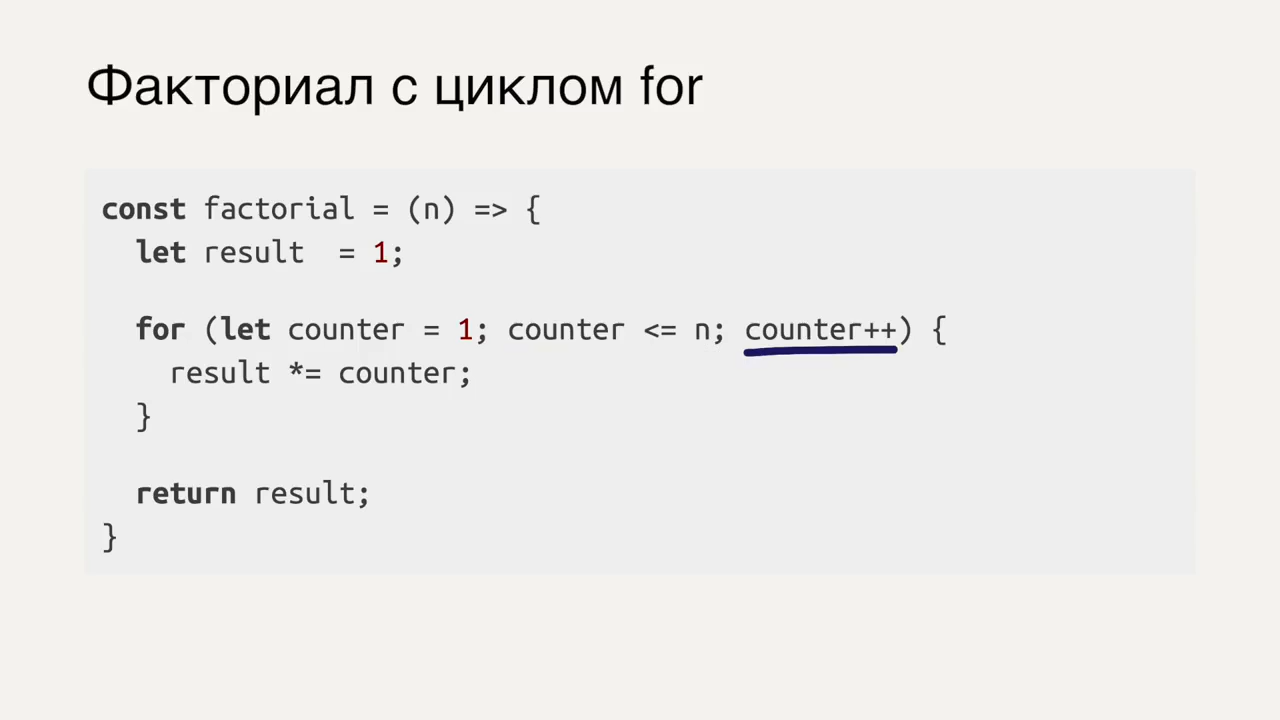 Факториал с циклом for
const factorial = (n) => {
let result  = 1;
for (let counter = 1; counter <= n; counter++) {
result *= counter;
}
return result;
}